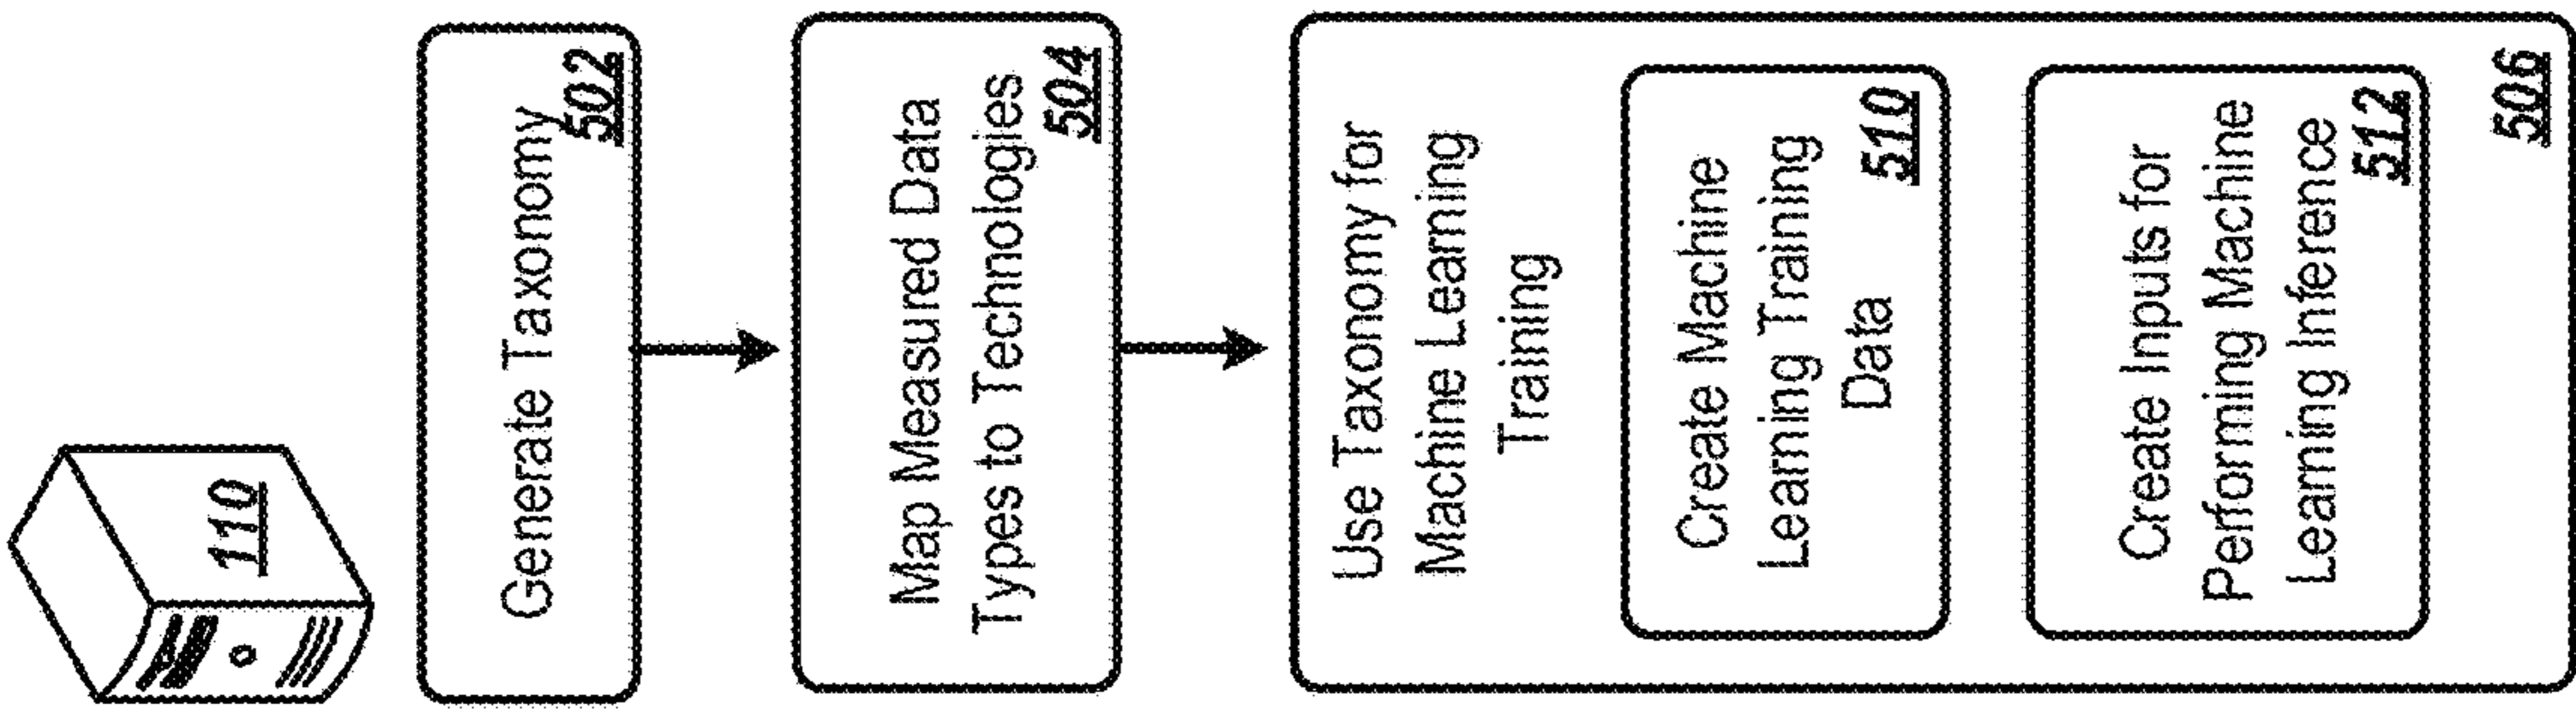 110
Generate Taxonomy
502
Map Measured Data
Types to Technologies
504
Use Taxonomy for
Machine Learning
Training
Create Machine
Learning Training
Data
510
Create Inputs for
Performing Machine
Learning Inference
512
506